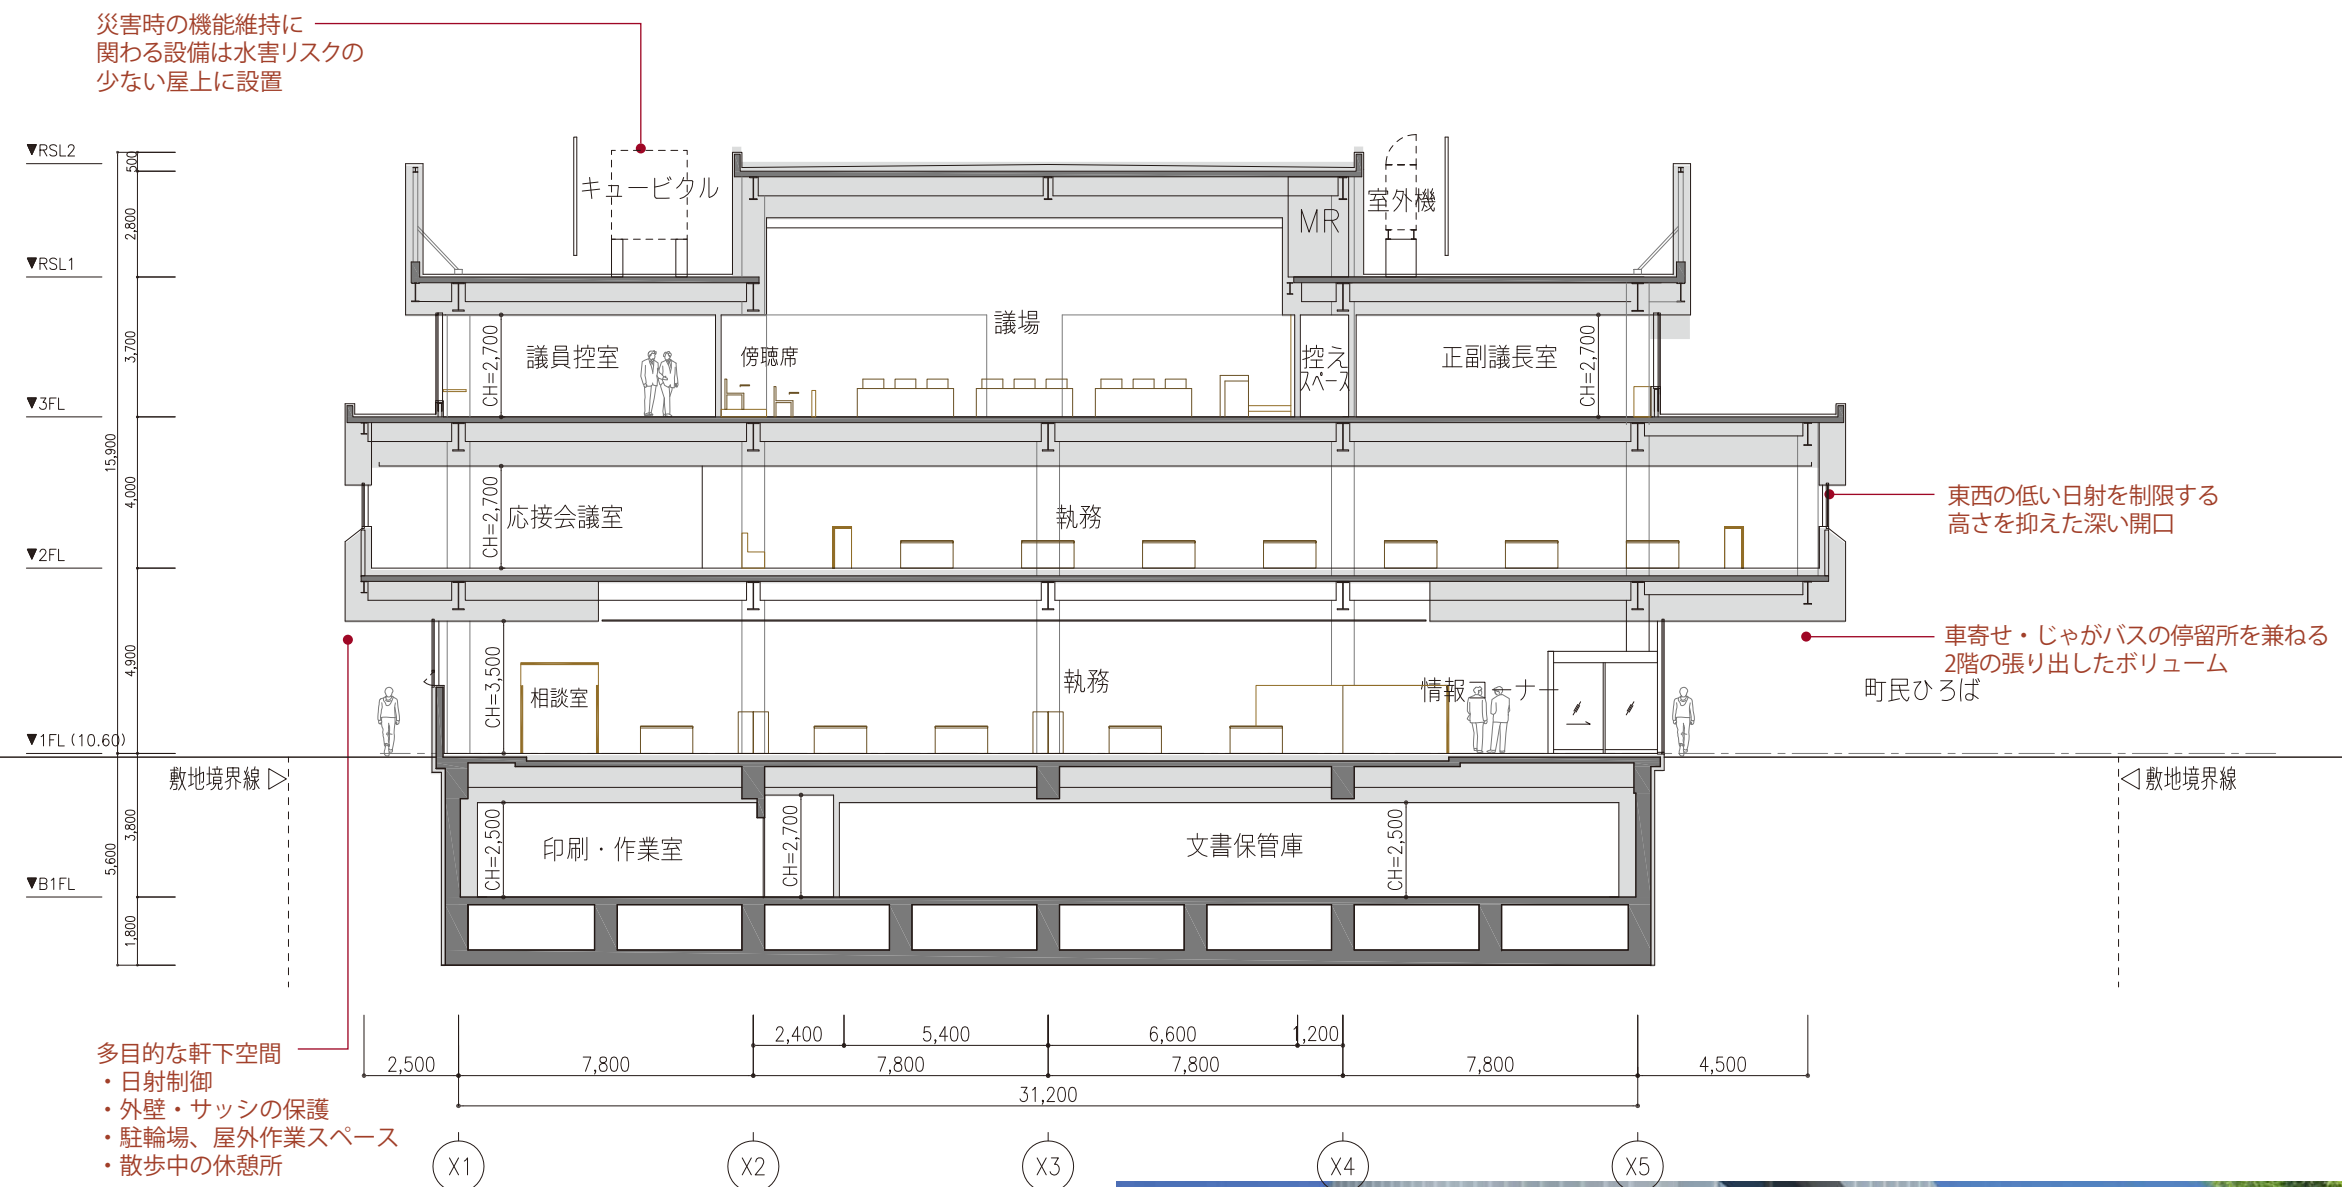 災害時の機能維持に
関わる設備は水害リスクの
少ない屋上に設置
▼RSL2
▼RSL1
▼3FL
▼2FL
▼1FL (10.60)
▼B1FL
500
2,800
3,700
15,900
4,000
4,900
3,800
5,600
1,800
キュービクル
MR
室外機
議場
CH=2,700
議員控室
傍聴席
控え
スペース
正副議長室
CH=2,700
CH=2,700
応接会議室
執務
東西の低い日射を制限する
高さを抑えた深い開口
車寄せ・じゃがバスの停留所を兼ねる
2階の張り出したボリューム
CH=3,500
相談室
執務
情報コーナー
町民ひろば
敷地境界線 ▷
◁ 敷地境界線
CH=2,500
印刷・作業室
CH=2,700
文書保管庫
CH=2,500
多目的な軒下空間
・日射制御
・外壁・サッシの保護
・駐輪場、屋外作業スペース
・散歩中の休憩所
2,400 5,400 6,600 1,200
2,500 7,800 7,800 7,800 7,800 4,500
31,200
X1 X2 X3 X4 X5